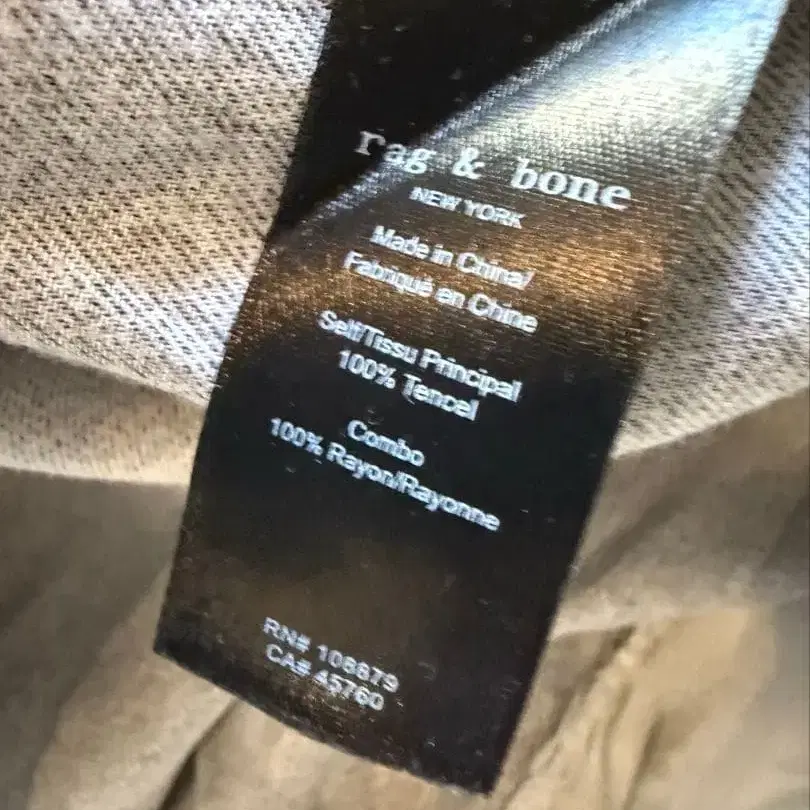 rag & bone
NEW YORK
Made in China/
Fabriqué en Chine
Self/Tissu Principal
100% Tencel
Combo
100% Rayon/Rayonne
RN# 108879
CA# 45760